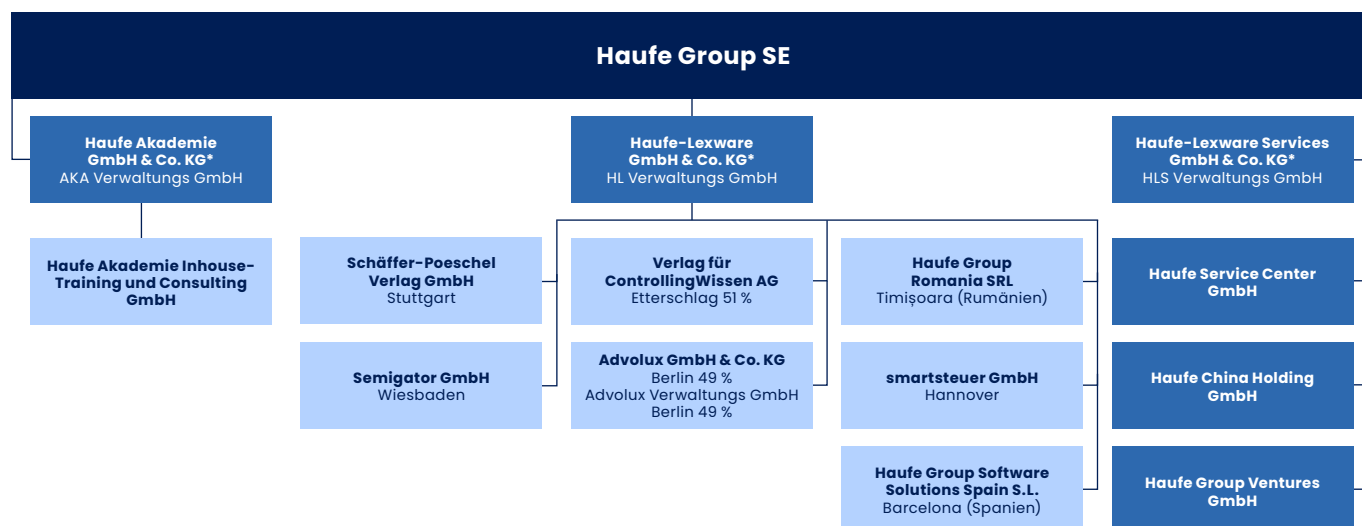 Haufe Group SE
Haufe Akademie
GmbH & Co. KG*
AKA Verwaltungs GmbH
Haufe-Lexware
GmbH & Co. KG*
HL Verwaltungs GmbH
Haufe-Lexware Services
GmbH & Co. KG*
HLS Verwaltungs GmbH
Haufe Akademie Inhouse-
Training und Consulting
GmbH
Schäffer-Poeschel
Verlag GmbH
Stuttgart
Verlag für
ControllingWissen AG
Etterschlag 51 %
Haufe Group
Romania SRL
Timișoara (Rumänien)
Haufe Service Center
GmbH
Semigator GmbH
Wiesbaden
Advolux GmbH & Co. KG
Berlin 49 %
Advolux Verwaltungs GmbH
Berlin 49 %
smartsteuer GmbH
Hannover
Haufe China Holding
GmbH
Haufe Group Software
Solutions Spain S.L.
Barcelona (Spanien)
Haufe Group Ventures
GmbH